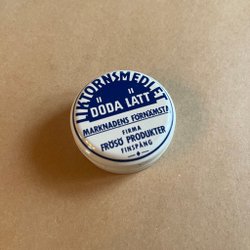 LIKTORNSMEDLET
"DÖDA LÄTT"
MARKNADENS FÖRNÄMSTA!
FIRMA
FRÖSÖ PRODUKTER
FINSPÅNG